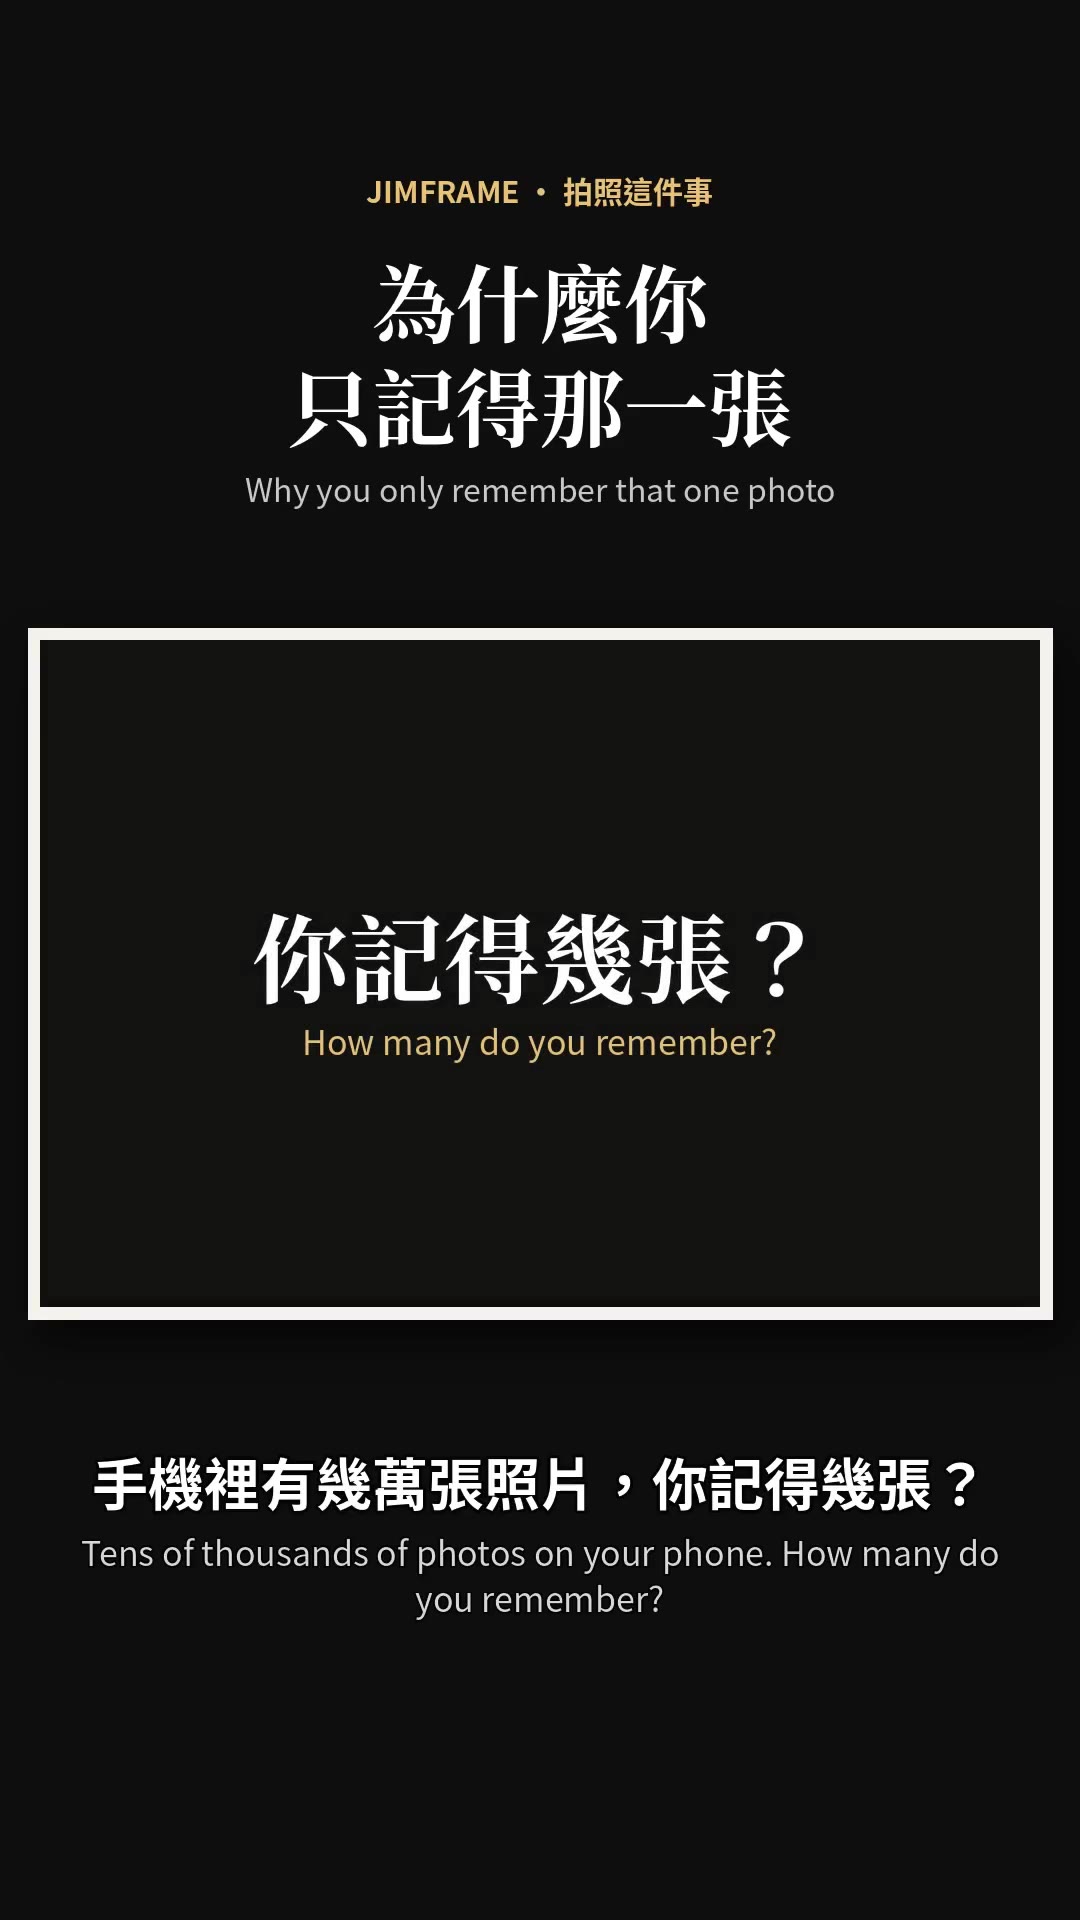 JIMFRAME · 拍照這件事
為什麼你
只記得那一張
Why you only remember that one photo
你記得幾張？
How many do you remember?
手機裡有幾萬張照片，你記得幾張？
Tens of thousands of photos on your phone. How many do
you remember?